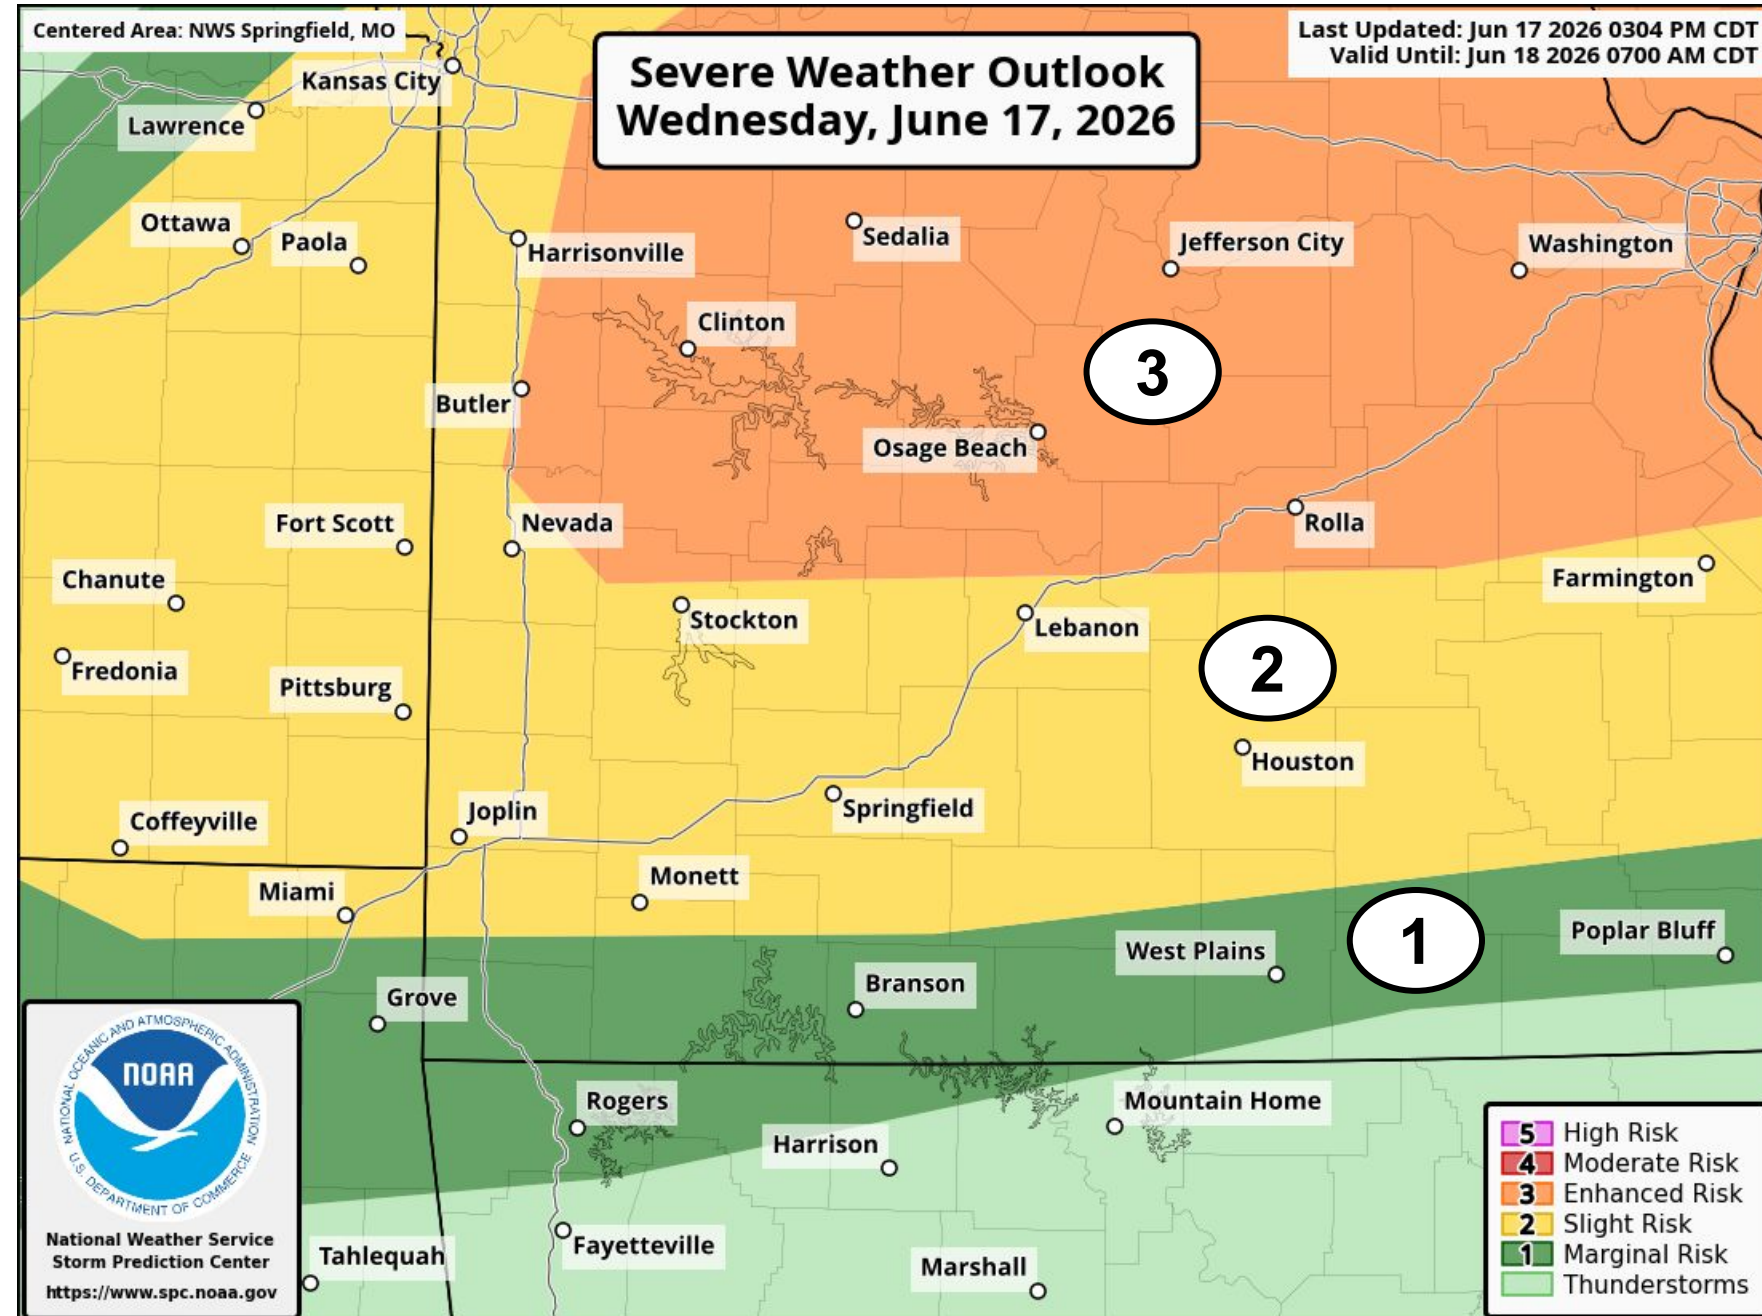 Centered Area: NWS Springfield, MO
Last Updated: Jun 17 2026 0304 PM CDT
Valid Until: Jun 18 2026 0700 AM CDT
Severe Weather Outlook
Wednesday, June 17, 2026
Kansas City
Lawrence
Ottawa
Paola
Harrisonville
Sedalia
Jefferson City
Washington
Clinton
3
Butler
Osage Beach
Fort Scott
Nevada
Rolla
Chanute
Farmington
Stockton
Lebanon
Fredonia
Pittsburg
2
Houston
Coffeyville
Joplin
Springfield
Miami
Monett
1
West Plains
Poplar Bluff
Grove
Branson
Rogers
Mountain Home
Harrison
Fayetteville
Tahlequah
Marshall
NATIONAL OCEANIC AND ATMOSPHERIC ADMINISTRATION
NOAA
U.S. DEPARTMENT OF COMMERCE
National Weather Service
Storm Prediction Center
https://www.spc.noaa.gov
5 High Risk
4 Moderate Risk
3 Enhanced Risk
2 Slight Risk
1 Marginal Risk
Thunderstorms